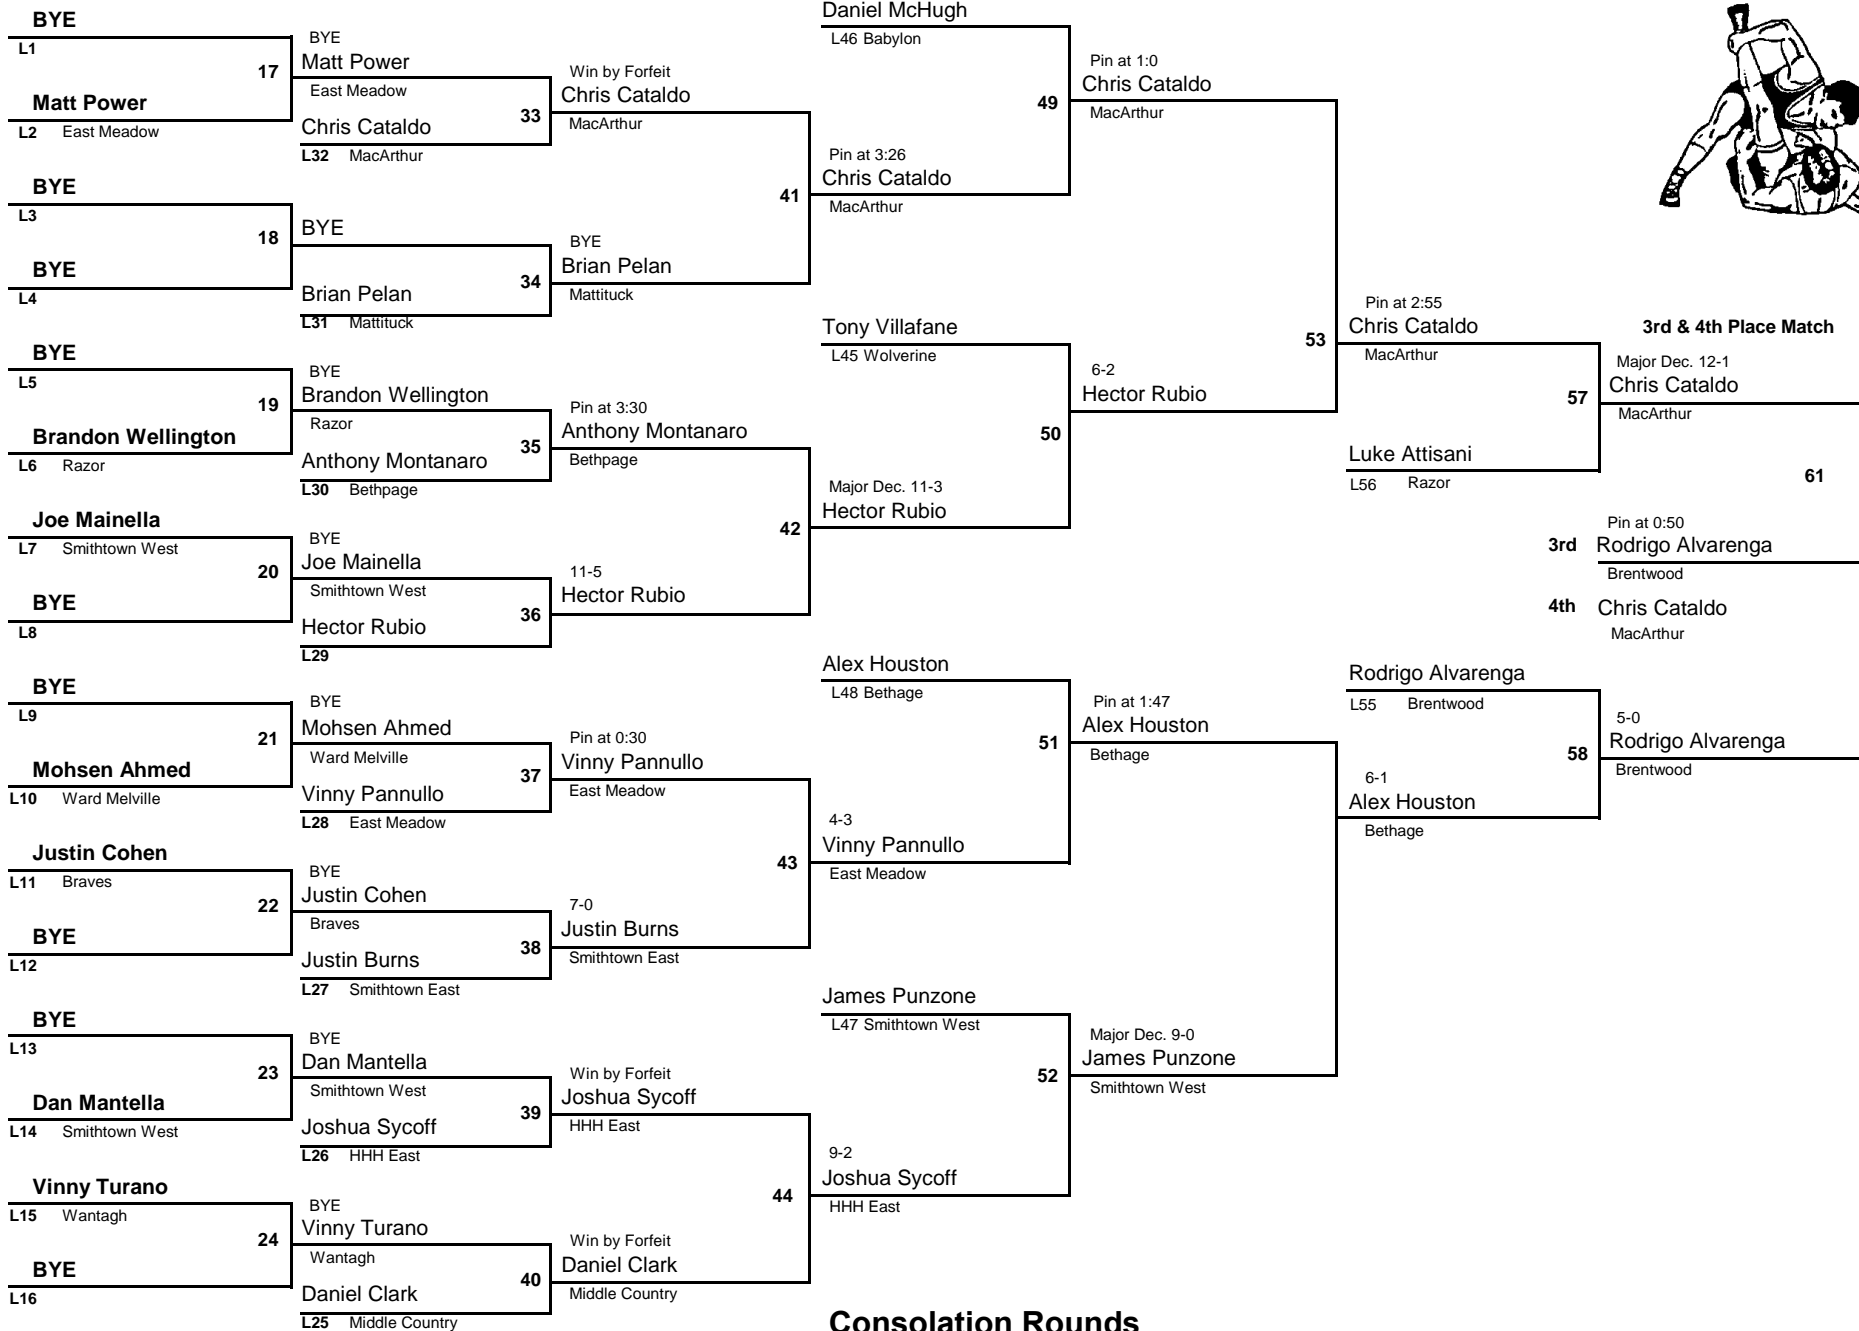 BYE
L1
17
Matt Power
L2 East Meadow
BYE
L3
18
BYE
L4
BYE
L5
19
Brandon Wellington
L6 Razor
Joe Mainella
L7 Smithtown West
20
BYE
L8
BYE
L9
21
Mohsen Ahmed
L10 Ward Melville
Justin Cohen
L11 Braves
22
BYE
L12
BYE
L13
23
Dan Mantella
L14 Smithtown West
Vinny Turano
L15 Wantagh
24
BYE
L16
BYE
Matt Power
East Meadow
33
Chris Cataldo
L32 MacArthur
BYE
34
Brian Pelan
L31 Mattituck
BYE
Brandon Wellington
Razor
35
Anthony Montanaro
L30 Bethpage
BYE
Joe Mainella
Smithtown West
36
Hector Rubio
L29
BYE
Mohsen Ahmed
Ward Melville
37
Vinny Pannullo
L28 East Meadow
BYE
Justin Cohen
Braves
38
Justin Burns
L27 Smithtown East
BYE
Dan Mantella
Smithtown West
39
Joshua Sycoff
L26 HHH East
BYE
Vinny Turano
Wantagh
40
Daniel Clark
L25 Middle Country
Win by Forfeit
Chris Cataldo
MacArthur
41
BYE
Brian Pelan
Mattituck
Pin at 3:30
Anthony Montanaro
Bethpage
42
11-5
Hector Rubio
Pin at 0:30
Vinny Pannullo
East Meadow
43
7-0
Justin Burns
Smithtown East
Win by Forfeit
Joshua Sycoff
HHH East
44
Win by Forfeit
Daniel Clark
Middle Country
Daniel McHugh
L46 Babylon
49
Pin at 3:26
Chris Cataldo
MacArthur
Tony Villafane
L45 Wolverine
50
Major Dec. 11-3
Hector Rubio
Alex Houston
L48 Bethage
51
4-3
Vinny Pannullo
East Meadow
James Punzone
L47 Smithtown West
52
9-2
Joshua Sycoff
HHH East
Pin at 1:0
Chris Cataldo
MacArthur
53
6-2
Hector Rubio
Pin at 1:47
Alex Houston
Bethage
Major Dec. 9-0
James Punzone
Smithtown West
Pin at 2:55
Chris Cataldo
MacArthur
57
Luke Attisani
L56 Razor
Rodrigo Alvarenga
L55 Brentwood
58
6-1
Alex Houston
Bethage
3rd & 4th Place Match
Major Dec. 12-1
Chris Cataldo
MacArthur
61
Pin at 0:50
3rd Rodrigo Alvarenga
Brentwood
4th Chris Cataldo
MacArthur
5-0
Rodrigo Alvarenga
Brentwood
Consolation Rounds